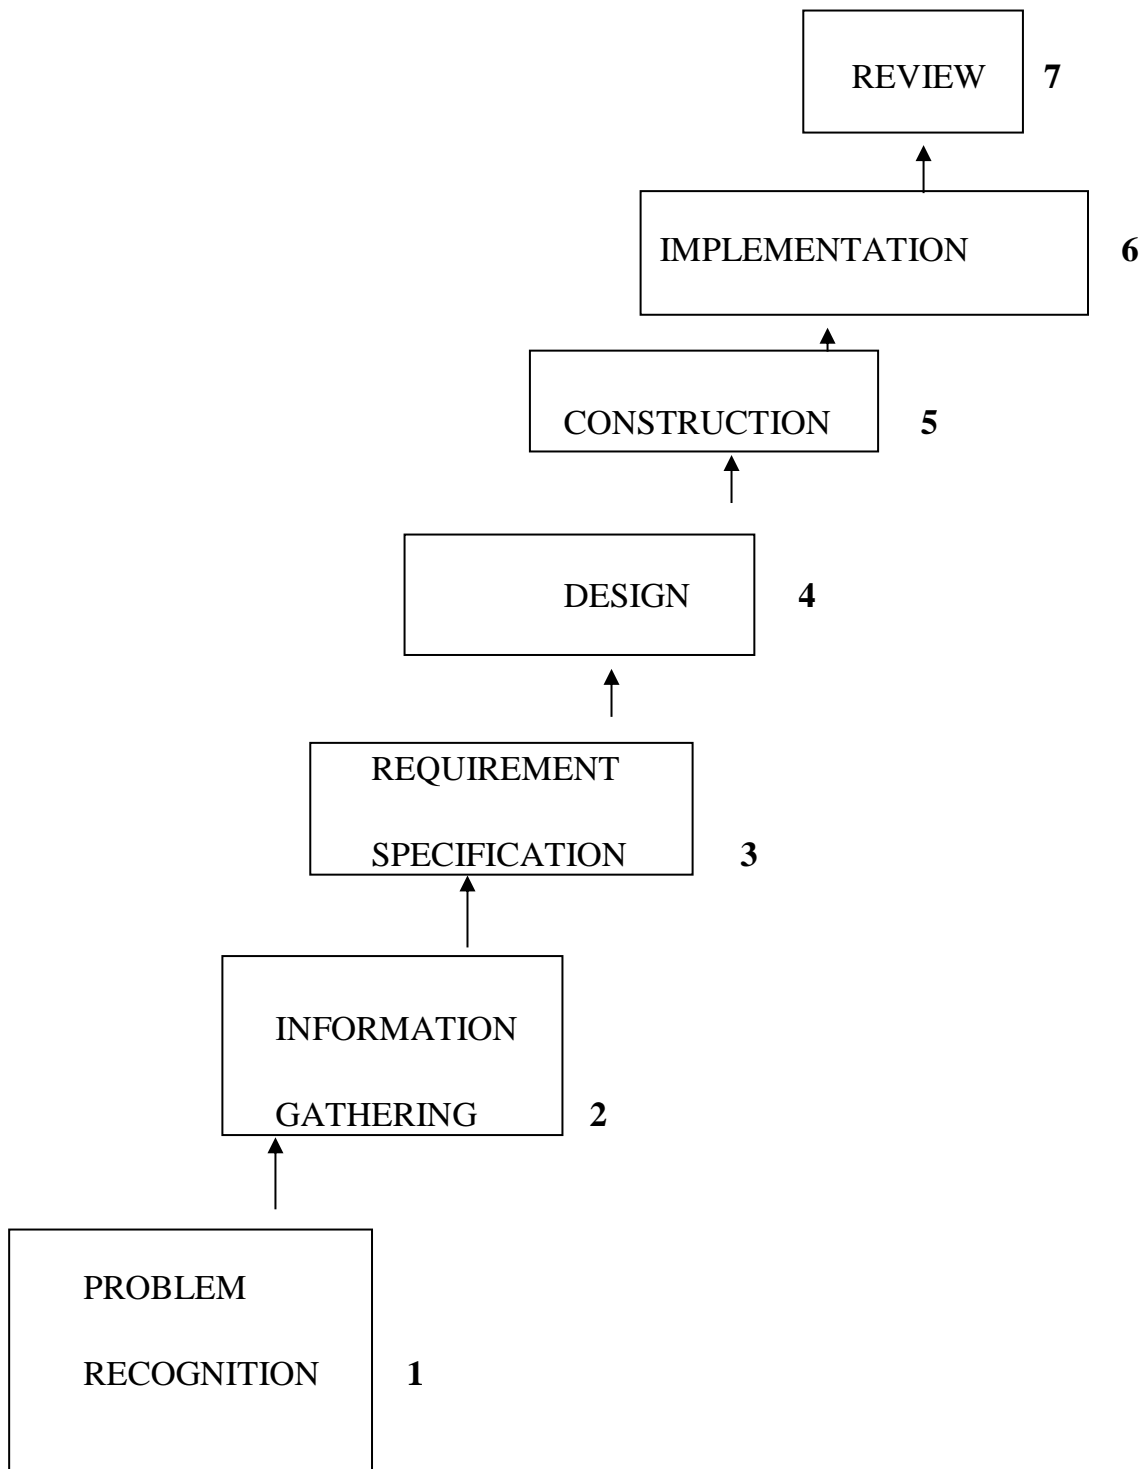 REVIEW 7
IMPLEMENTATION 6
CONSTRUCTION 5
DESIGN 4
REQUIREMENT
SPECIFICATION 3
INFORMATION
GATHERING 2
PROBLEM
RECOGNITION 1